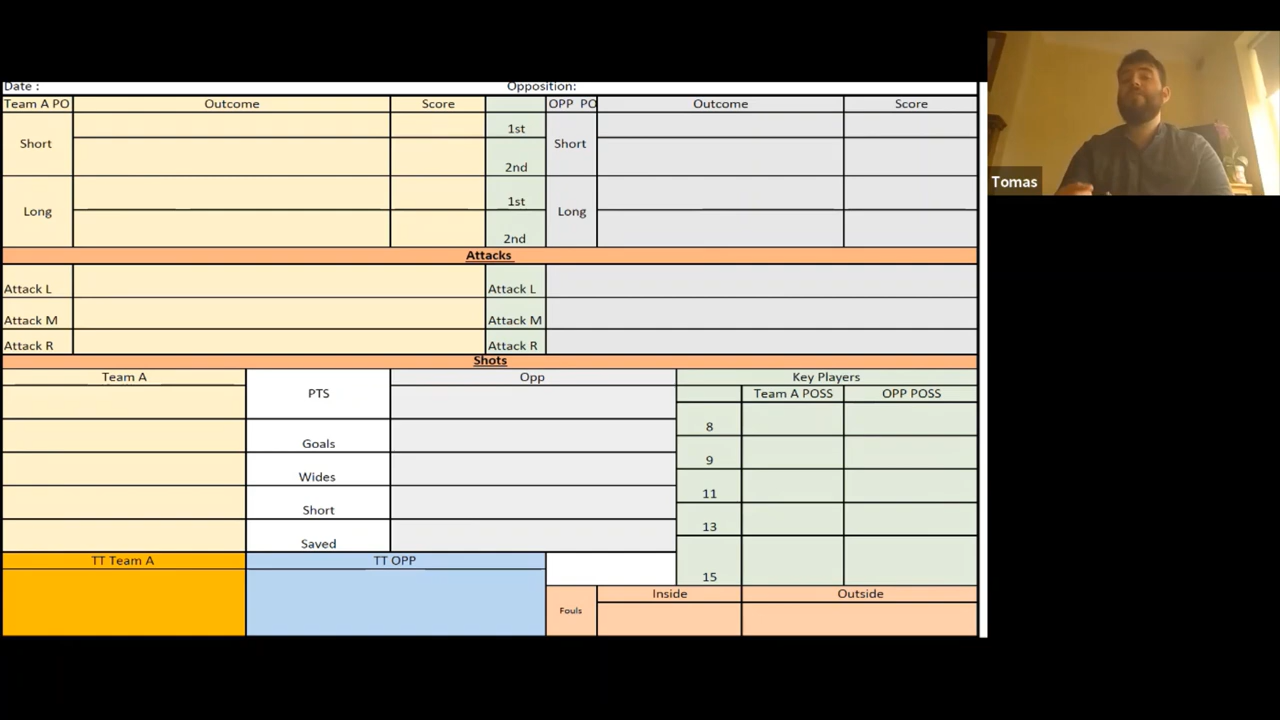 Date : Opposition:
Team A PO Outcome Score OPP PO Outcome Score
Short 1st Short
2nd
Long 1st Long
2nd
Attacks
Attack L Attack L
Attack M Attack M
Attack R Attack R
Shots
Team A PTS Opp Key Players
Team A POSS OPP POSS
8
Goals
9
Wides
11
Short
13
Saved
15
TT Team A TT OPP
Fouls Inside Outside
Tomas